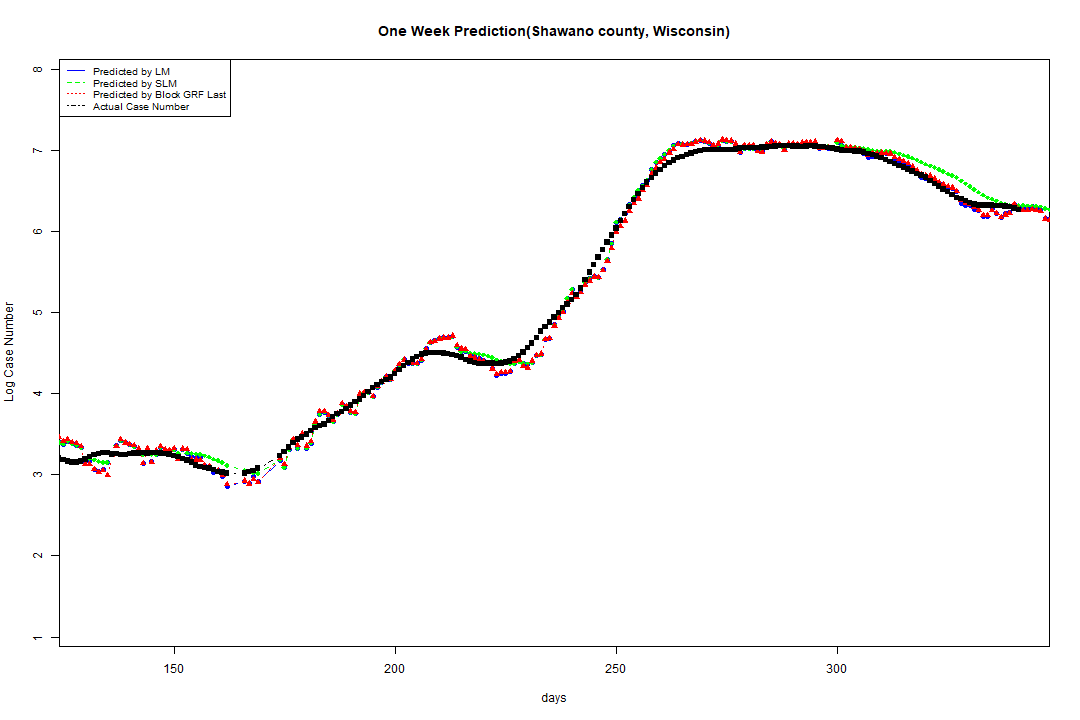 One Week Prediction(Shawano county, Wisconsin)
Predicted by LM
Predicted by SLM
Predicted by Block GRF Last
Actual Case Number
8
7
6
5
4
3
2
1
Log Case Number
150 200 250 300
days